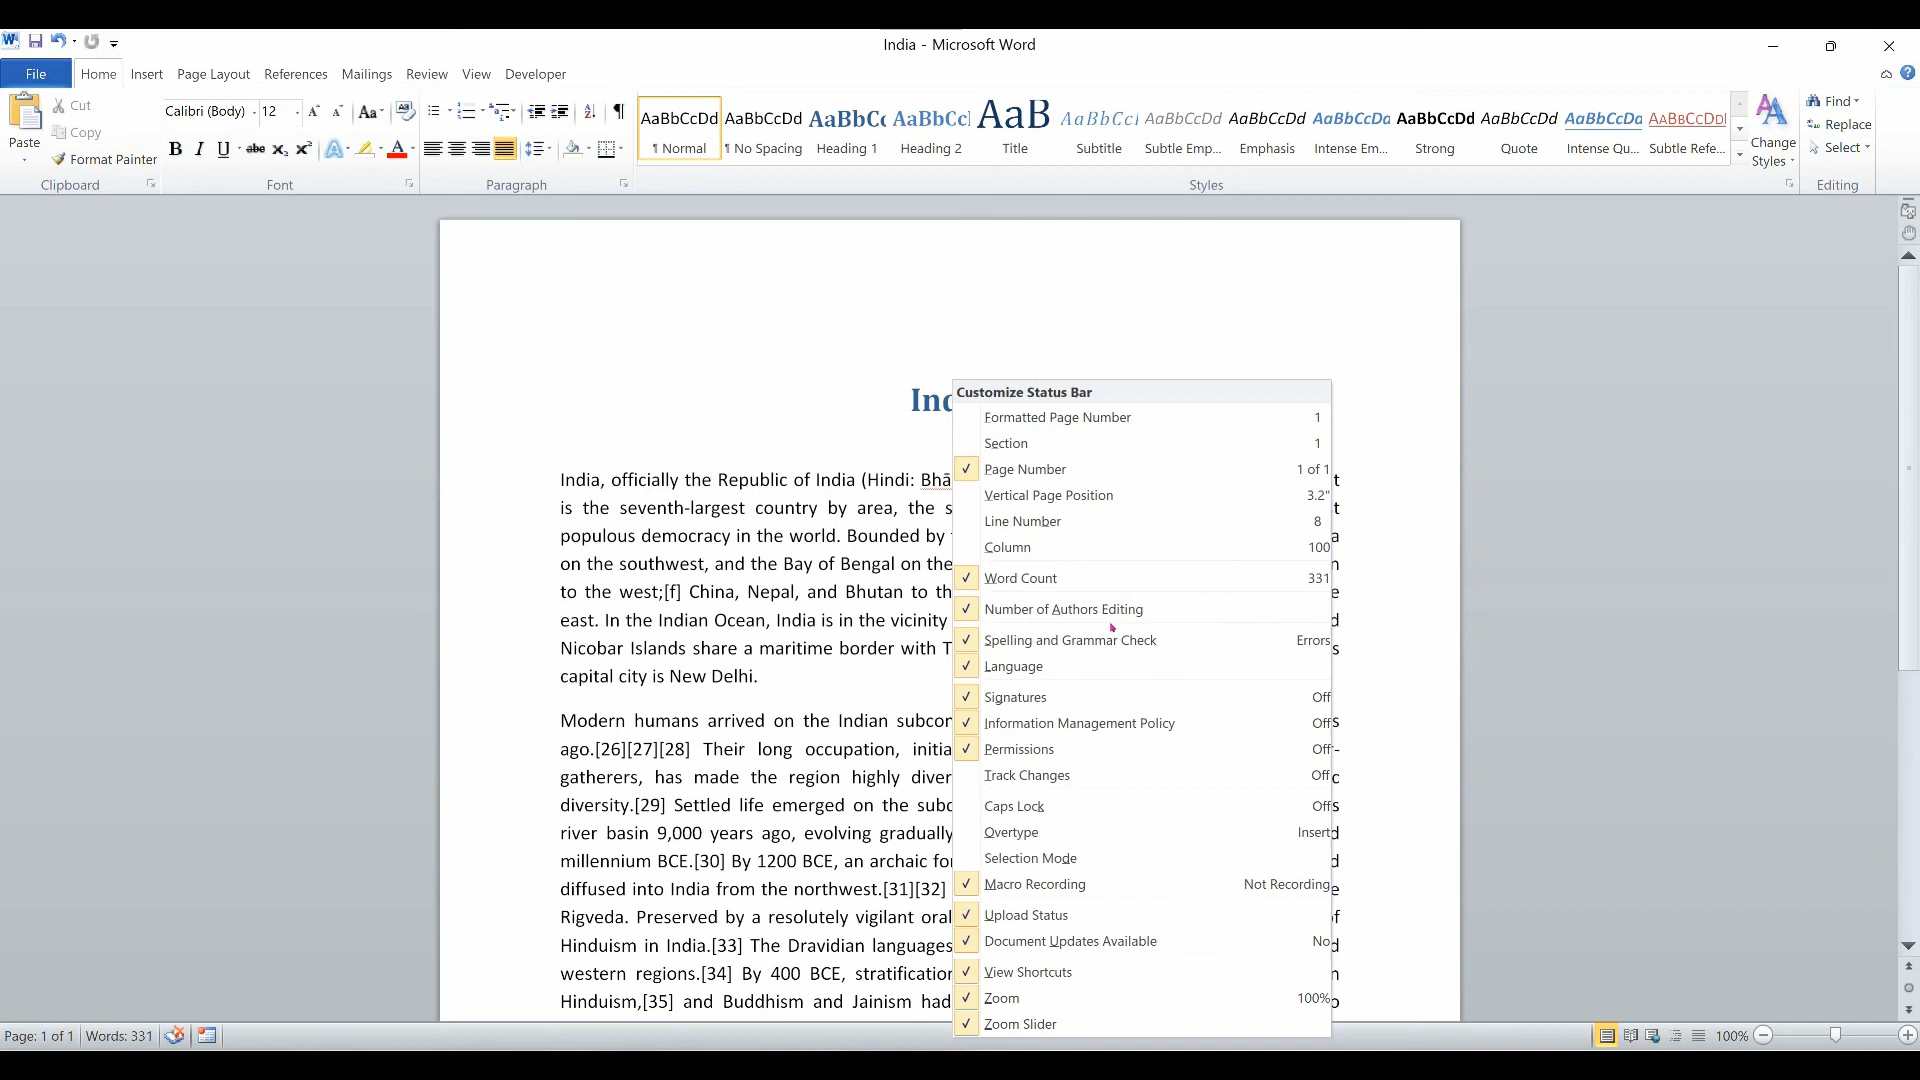 India - Microsoft Word
File Home Insert Page Layout References Mailings Review View Developer
Paste
Cut
Copy
Format Painter
Clipboard
Calibri (Body) 12
Font
Paragraph
AaBbCcDd AaBbCcDd AaBbCc AaBbCc AaB AaBbCc AaBbCcDd AaBbCcDd AaBbCcDd AaBbCcDd AaBbCcDd AaBbCcDd AABBCCDD
¶ Normal ¶ No Spacing Heading 1 Heading 2 Title Subtitle Subtle Emp... Emphasis Intense Em... Strong Quote Intense Qu... Subtle Refe...
Styles
Change
Styles
Find
Replace
Select
Editing
India, officially the Republic of India (Hindi: Bhā
is the seventh-largest country by area, the s
populous democracy in the world. Bounded by
on the southwest, and the Bay of Bengal on the
to the west;[f] China, Nepal, and Bhutan to th
east. In the Indian Ocean, India is in the vicinity
Nicobar Islands share a maritime border with T
capital city is New Delhi.
Modern humans arrived on the Indian subcon
ago.[26][27][28] Their long occupation, initia
gatherers, has made the region highly diver
diversity.[29] Settled life emerged on the subc
river basin 9,000 years ago, evolving gradually
millennium BCE.[30] By 1200 BCE, an archaic fo
diffused into India from the northwest.[31][32]
Rigveda. Preserved by a resolutely vigilant oral
Hinduism in India.[33] The Dravidian languages
western regions.[34] By 400 BCE, stratification
Hinduism,[35] and Buddhism and Jainism had
Customize Status Bar
Formatted Page Number 1
Section 1
Page Number 1 of 1
Vertical Page Position 3.2"
Line Number 8
Column 100
Word Count 331
Number of Authors Editing
Spelling and Grammar Check Errors
Language
Signatures Off
Information Management Policy Off
Permissions Off
Track Changes Off
Caps Lock Off
Overtype Insert
Selection Mode
Macro Recording Not Recording
Upload Status
Document Updates Available No
View Shortcuts
Zoom 100%
Zoom Slider
Page: 1 of 1 Words: 331 100%